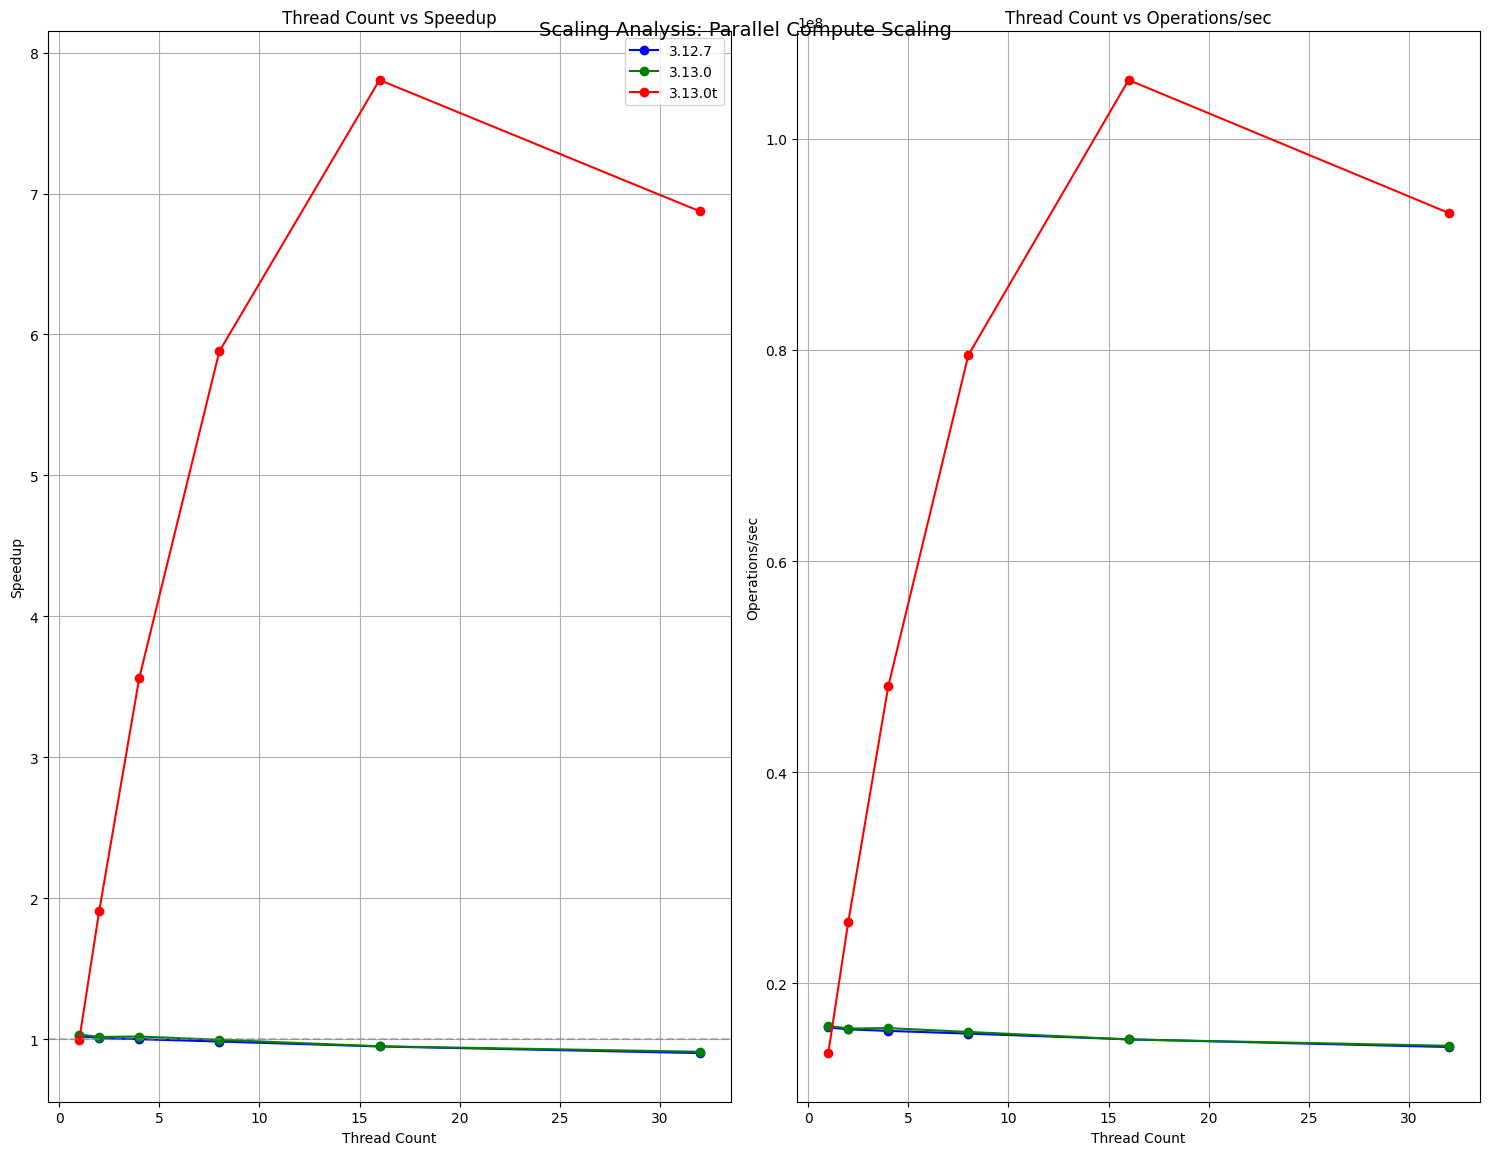 Scaling Analysis: Parallel Compute Scaling
Thread Count vs Speedup
3.12.7
3.13.0
3.13.0t
8
7
6
5
4
3
2
1
Speedup
0 5 10 15 20 25 30
Thread Count
Thread Count vs Operations/sec
1e8
1.0
0.8
0.6
0.4
0.2
Operations/sec
0 5 10 15 20 25 30
Thread Count